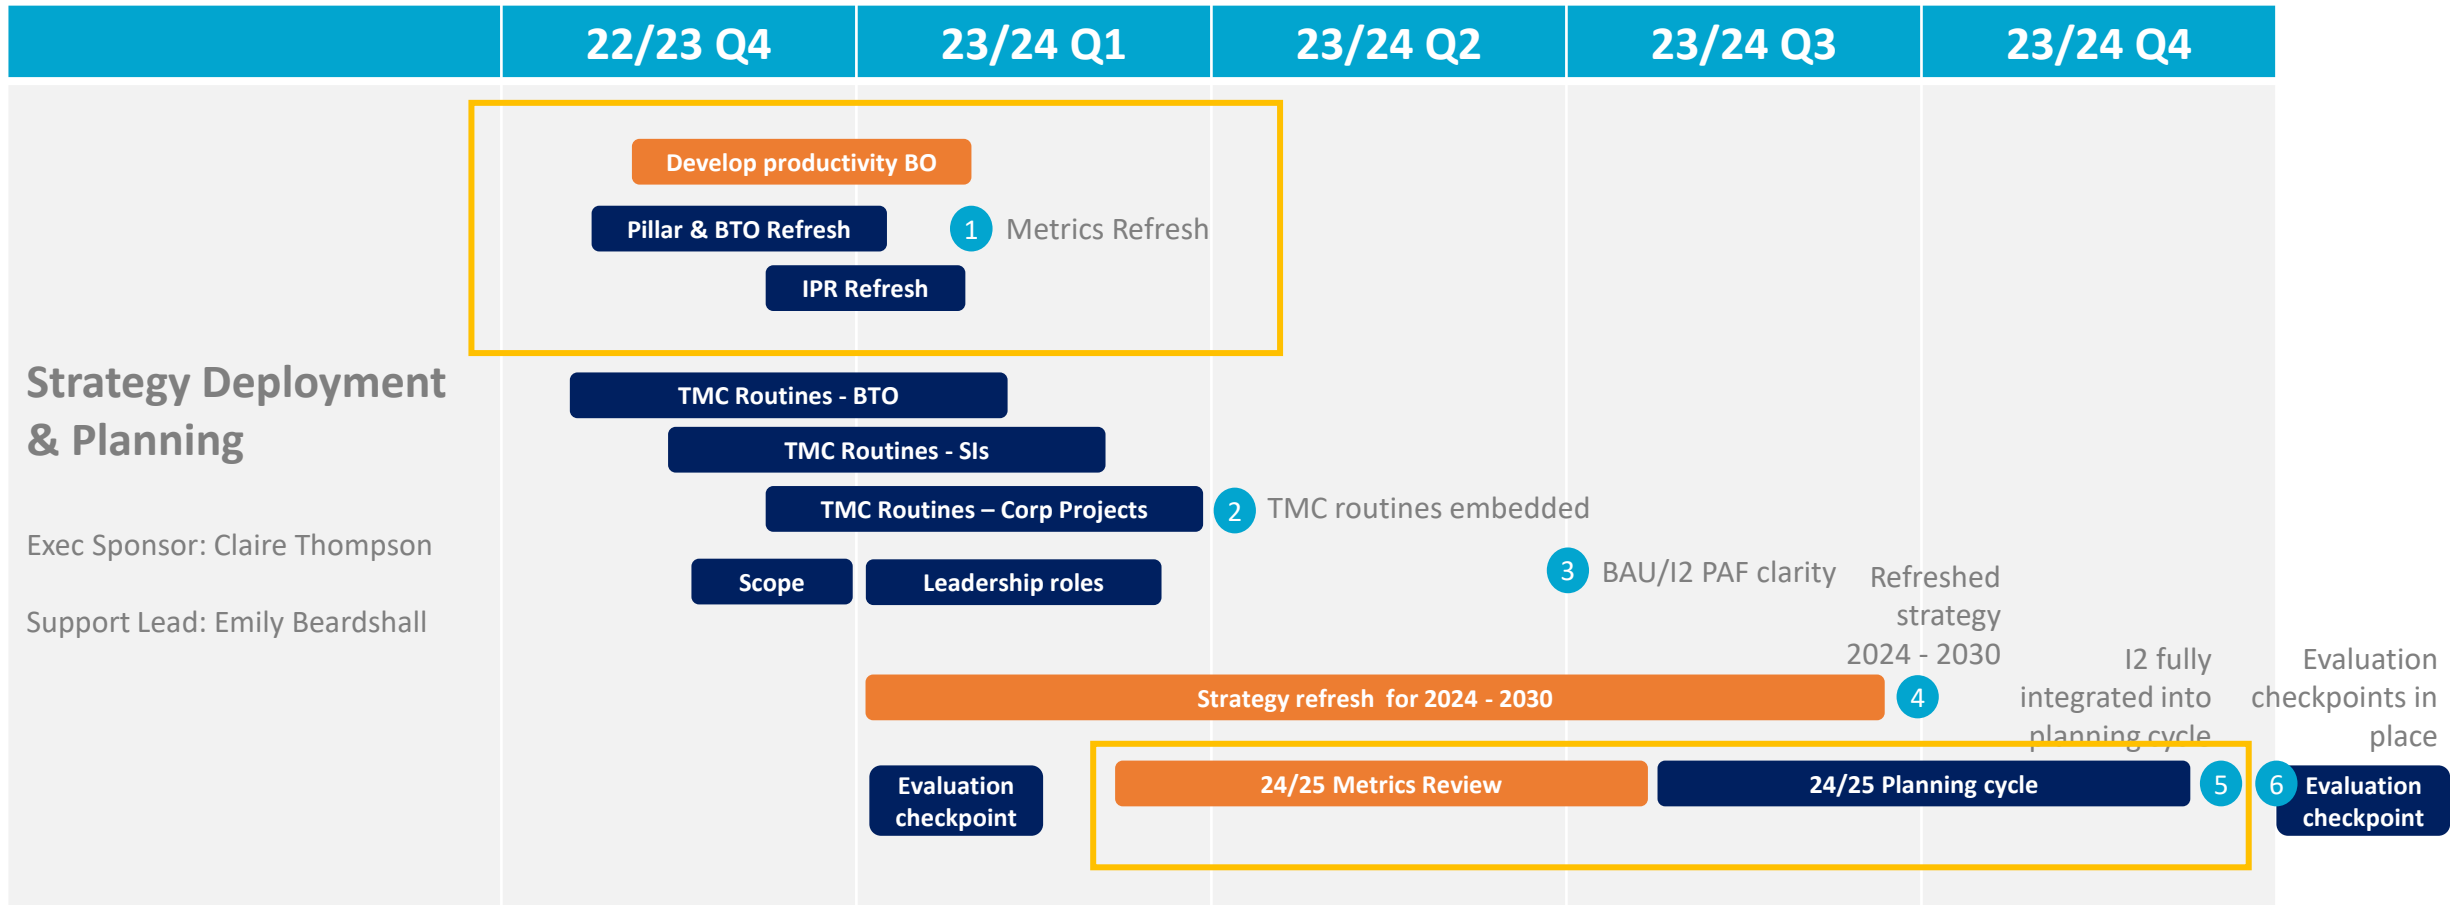 22/23 Q4
23/24 Q1
23/24 Q2
23/24 Q3
23/24 Q4
Strategy Deployment
& Planning
Exec Sponsor: Claire Thompson
Support Lead: Emily Beardshall
Develop productivity BO
Pillar & BTO Refresh
1
Metrics Refresh
IPR Refresh
TMC Routines - BTO
TMC Routines - SIs
TMC Routines – Corp Projects
2
TMC routines embedded
Scope
Leadership roles
3
BAU/I2 PAF clarity
Refreshed
strategy
2024 - 2030
Strategy refresh for 2024 - 2030
4
I2 fully
integrated into
planning cycle
Evaluation
checkpoints in
place
Evaluation
checkpoint
24/25 Metrics Review
24/25 Planning cycle
5
6
Evaluation
checkpoint